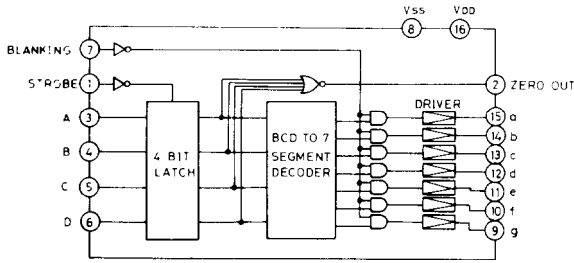 VSS VDD
8 16
BLANKING 7
STROBE 1
2 ZERO OUT
DRIVER
A 3
15 a
B 4
4 BIT
LATCH
BCD TO 7
SEGMENT
DECODER
14 b
13 c
C 5
12 d
11 e
D 6
10 f
9 g